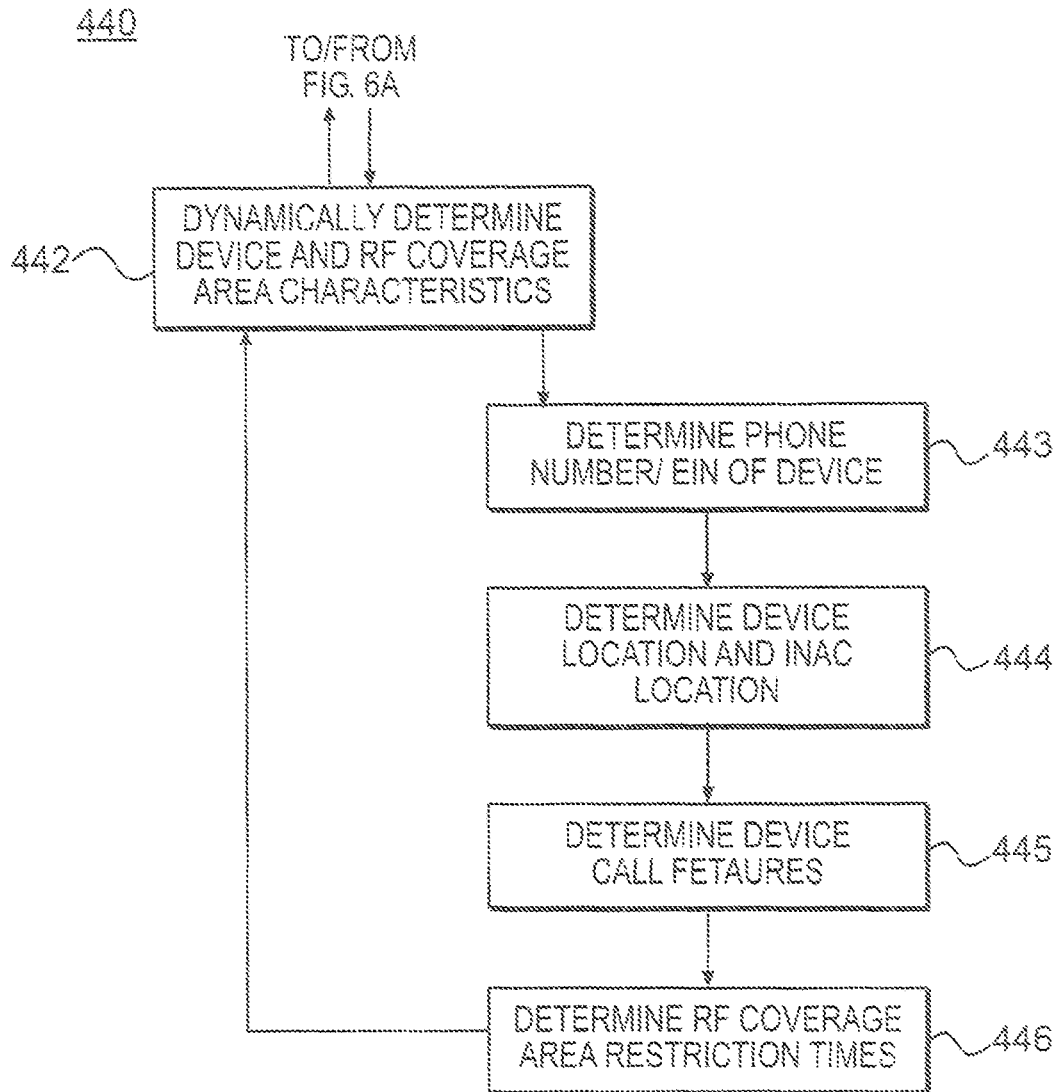 440
TO/FROM
FIG. 6A
DYNAMICALLY DETERMINE
DEVICE AND RF COVERAGE
AREA CHARACTERISTICS
442
DETERMINE PHONE
NUMBER/ EIN OF DEVICE
443
DETERMINE DEVICE
LOCATION AND INAC
LOCATION
444
DETERMINE DEVICE
CALL FETAURES
445
DETERMINE RF COVERAGE
AREA RESTRICTION TIMES
446